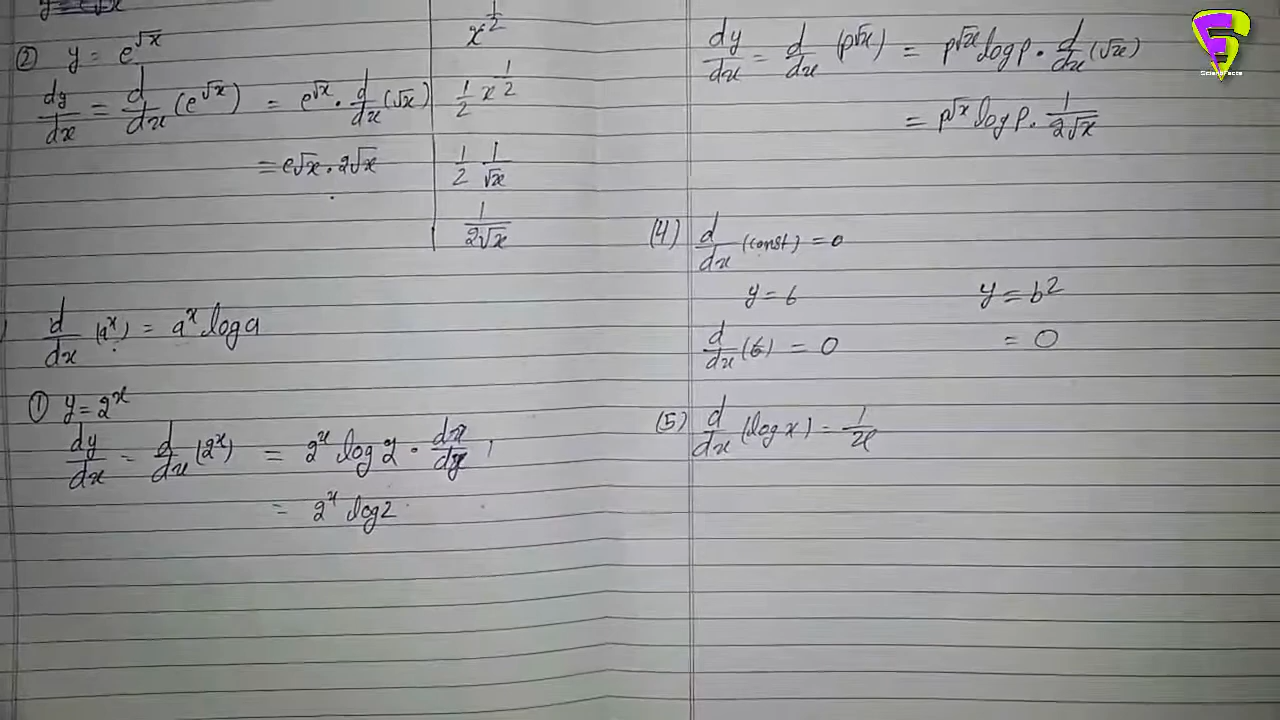 ② y = e^√x
dy/dx = d/dx (e^√x) = e^√x · d/dx (√x)
= e√x · 2√x
x^1/2
1/2 x^1/2
1/2 1/√x
1/2√x
d/dx (a^x) = a^x log a
① y = 2^x
dy/dx = d/dx (2^x) = 2^x log 2 · dx/dy
= 2^x log 2
dy/dx = d/dx (p^√x) = p^√x log p · d/dx (√x)
= p^√x log p · 1/2√x
(4) d/dx (const) = 0
y = 6 y = b^2
d/dx (6) = 0 = 0
(5) d/dx (log x) = 1/x